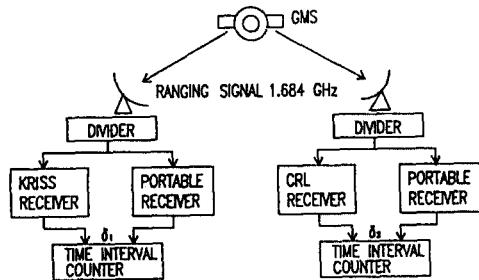 GMS
RANGING SIGNAL 1.684 GHz
DIVIDER
DIVIDER
KRISS
RECEIVER
PORTABLE
RECEIVER
CRL
RECEIVER
PORTABLE
RECEIVER
δ₁
TIME INTERVAL
COUNTER
δ₂
TIME INTERVAL
COUNTER